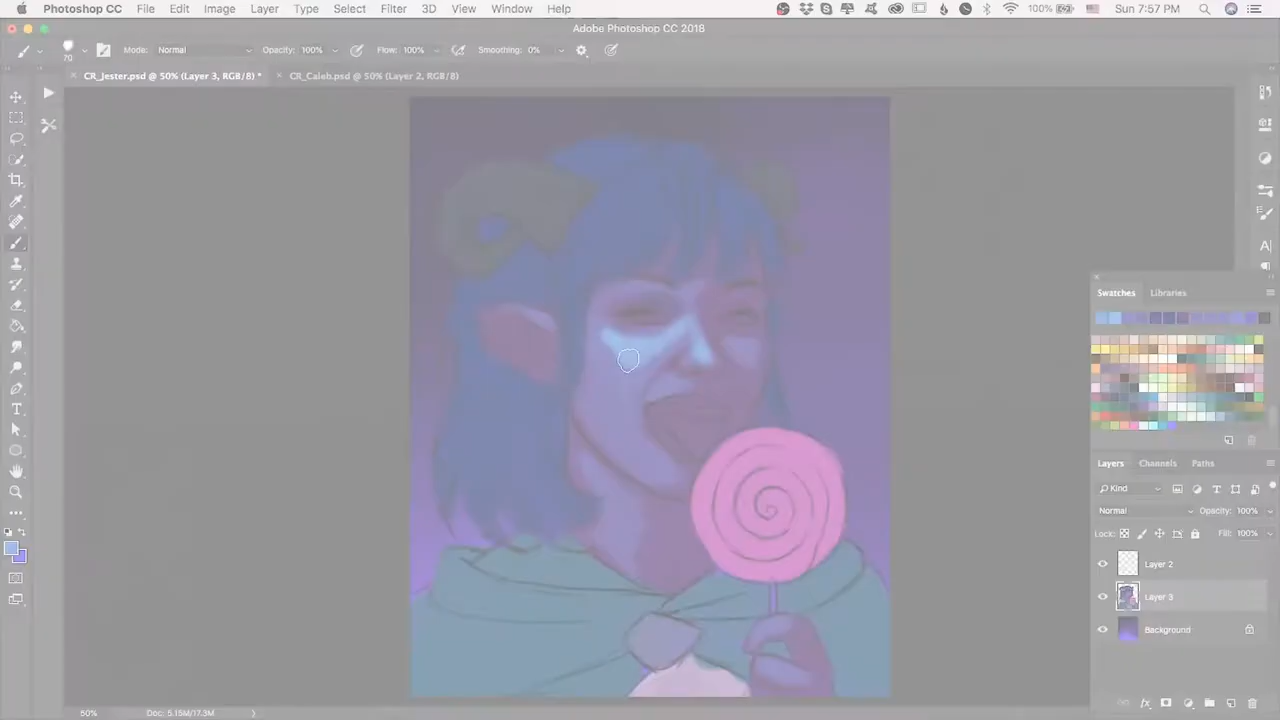 Photoshop CC File Edit Image Layer Type Select Filter 3D View Window Help 100% Sun 7:57 PM
Adobe Photoshop CC 2018
70 Mode: Normal Opacity: 100% Flow: 100% Smoothing: 0%
CR_Jester.psd @ 50% (Layer 3, RGB/8) * CR_Caleb.psd @ 50% (Layer 2, RGB/8)
Swatches Libraries
Layers Channels Paths
Kind
Normal Opacity: 100%
Lock: Fill: 100%
Layer 2
Layer 3
Background
50% Doc: 5.15M/17.3M